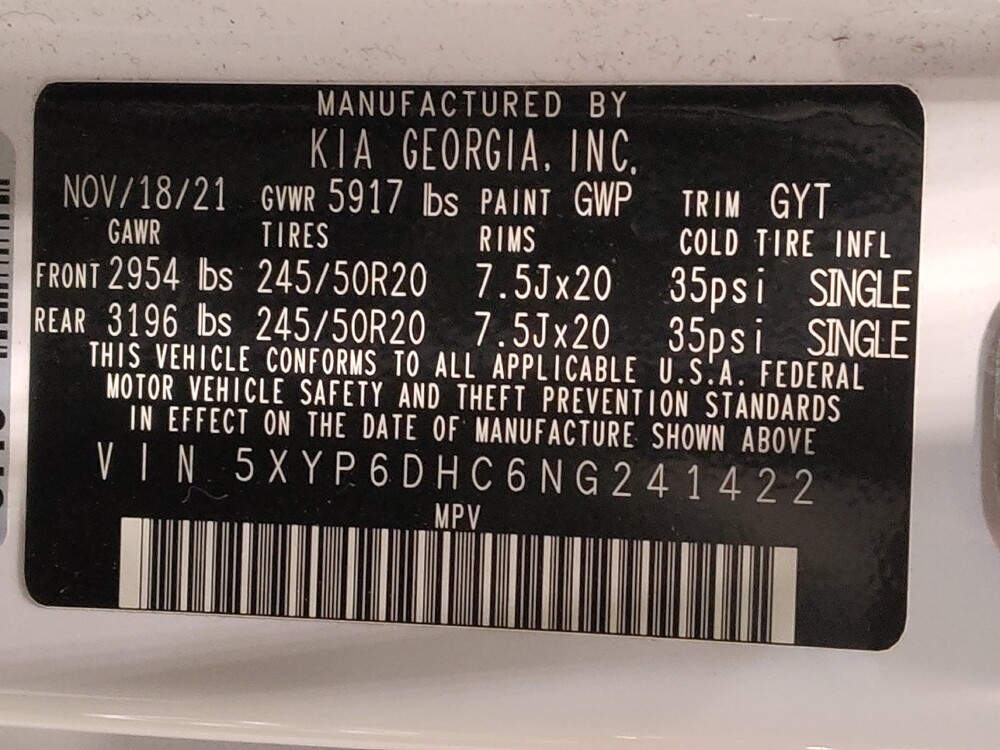 MANUFACTURED BY
KIA GEORGIA, INC.
NOV/18/21 GVWR 5917 lbs PAINT GWP TRIM GYT
GAWR TIRES RIMS COLD TIRE INFL
FRONT 2954 lbs 245/50R20 7.5Jx20 35psi SINGLE
REAR 3196 lbs 245/50R20 7.5Jx20 35psi SINGLE
THIS VEHICLE CONFORMS TO ALL APPLICABLE U.S.A. FEDERAL
MOTOR VEHICLE SAFETY AND THEFT PREVENTION STANDARDS
IN EFFECT ON THE DATE OF MANUFACTURE SHOWN ABOVE
VIN 5XYP6DHC6NG241422
MPV